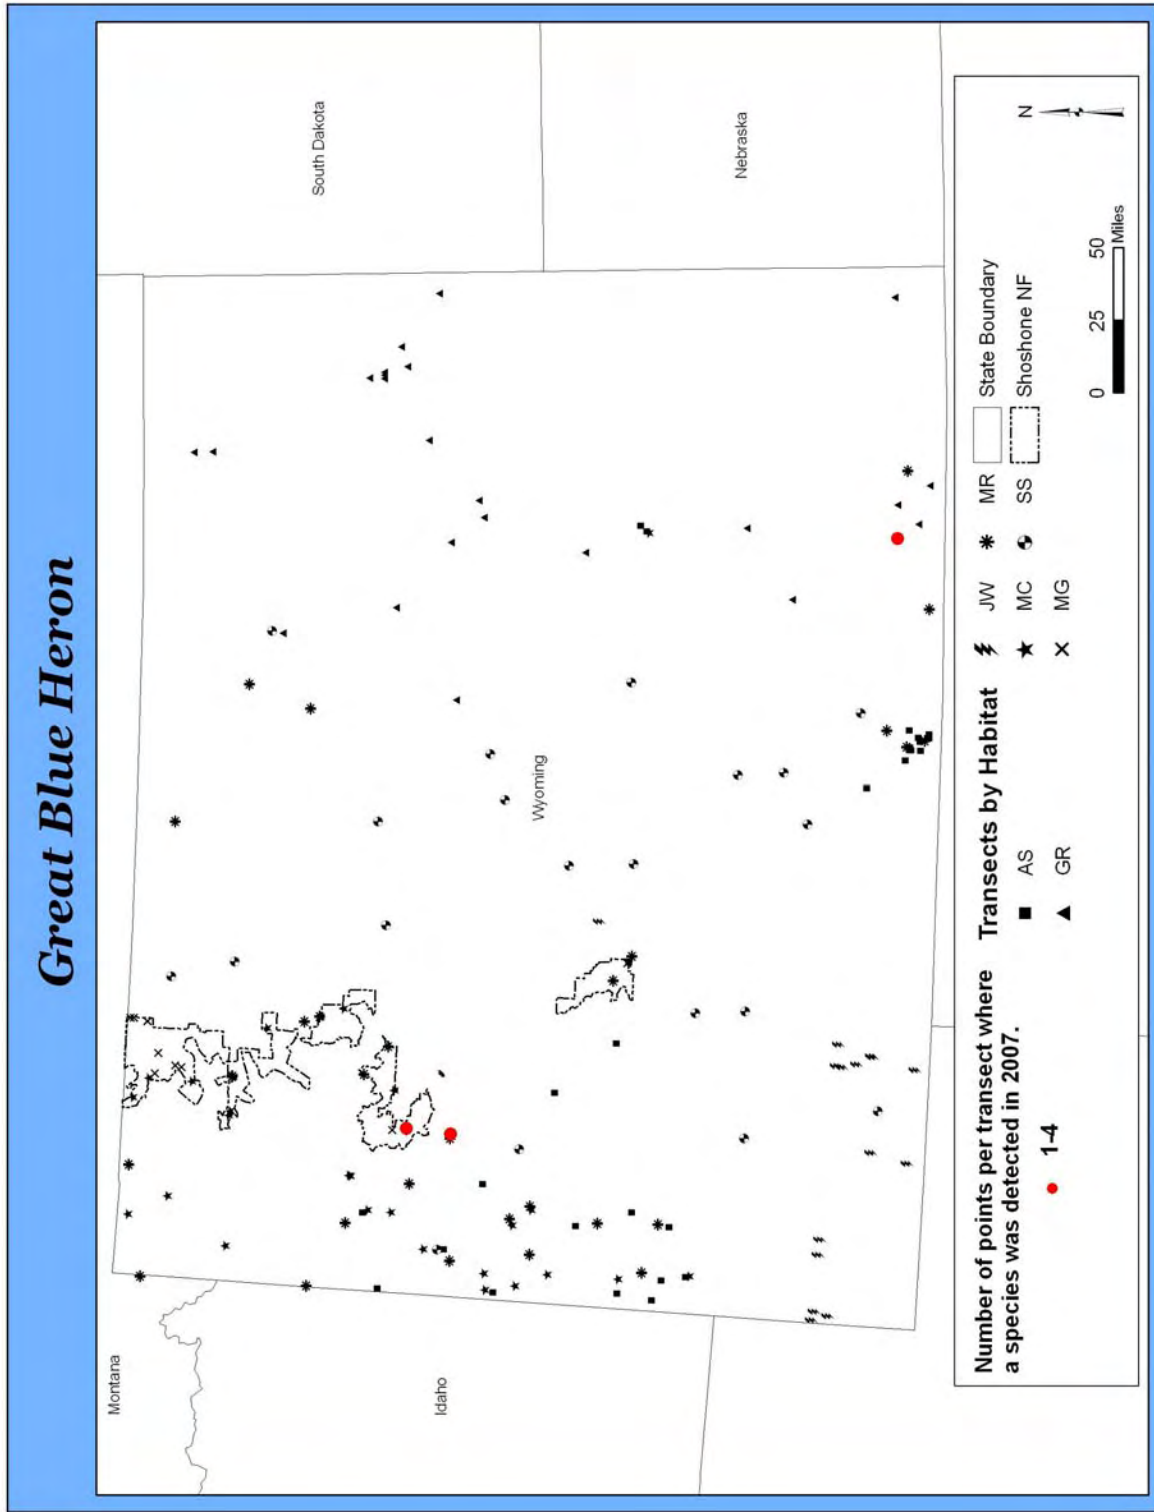 Great Blue Heron
Montana
South Dakota
Idaho
Wyoming
Nebraska
Number of points per transect where
a species was detected in 2007.
1-4
Transects by Habitat
AS
GR
JW
MC
MG
MR
SS
State Boundary
Shoshone NF
N
0 25 50
Miles